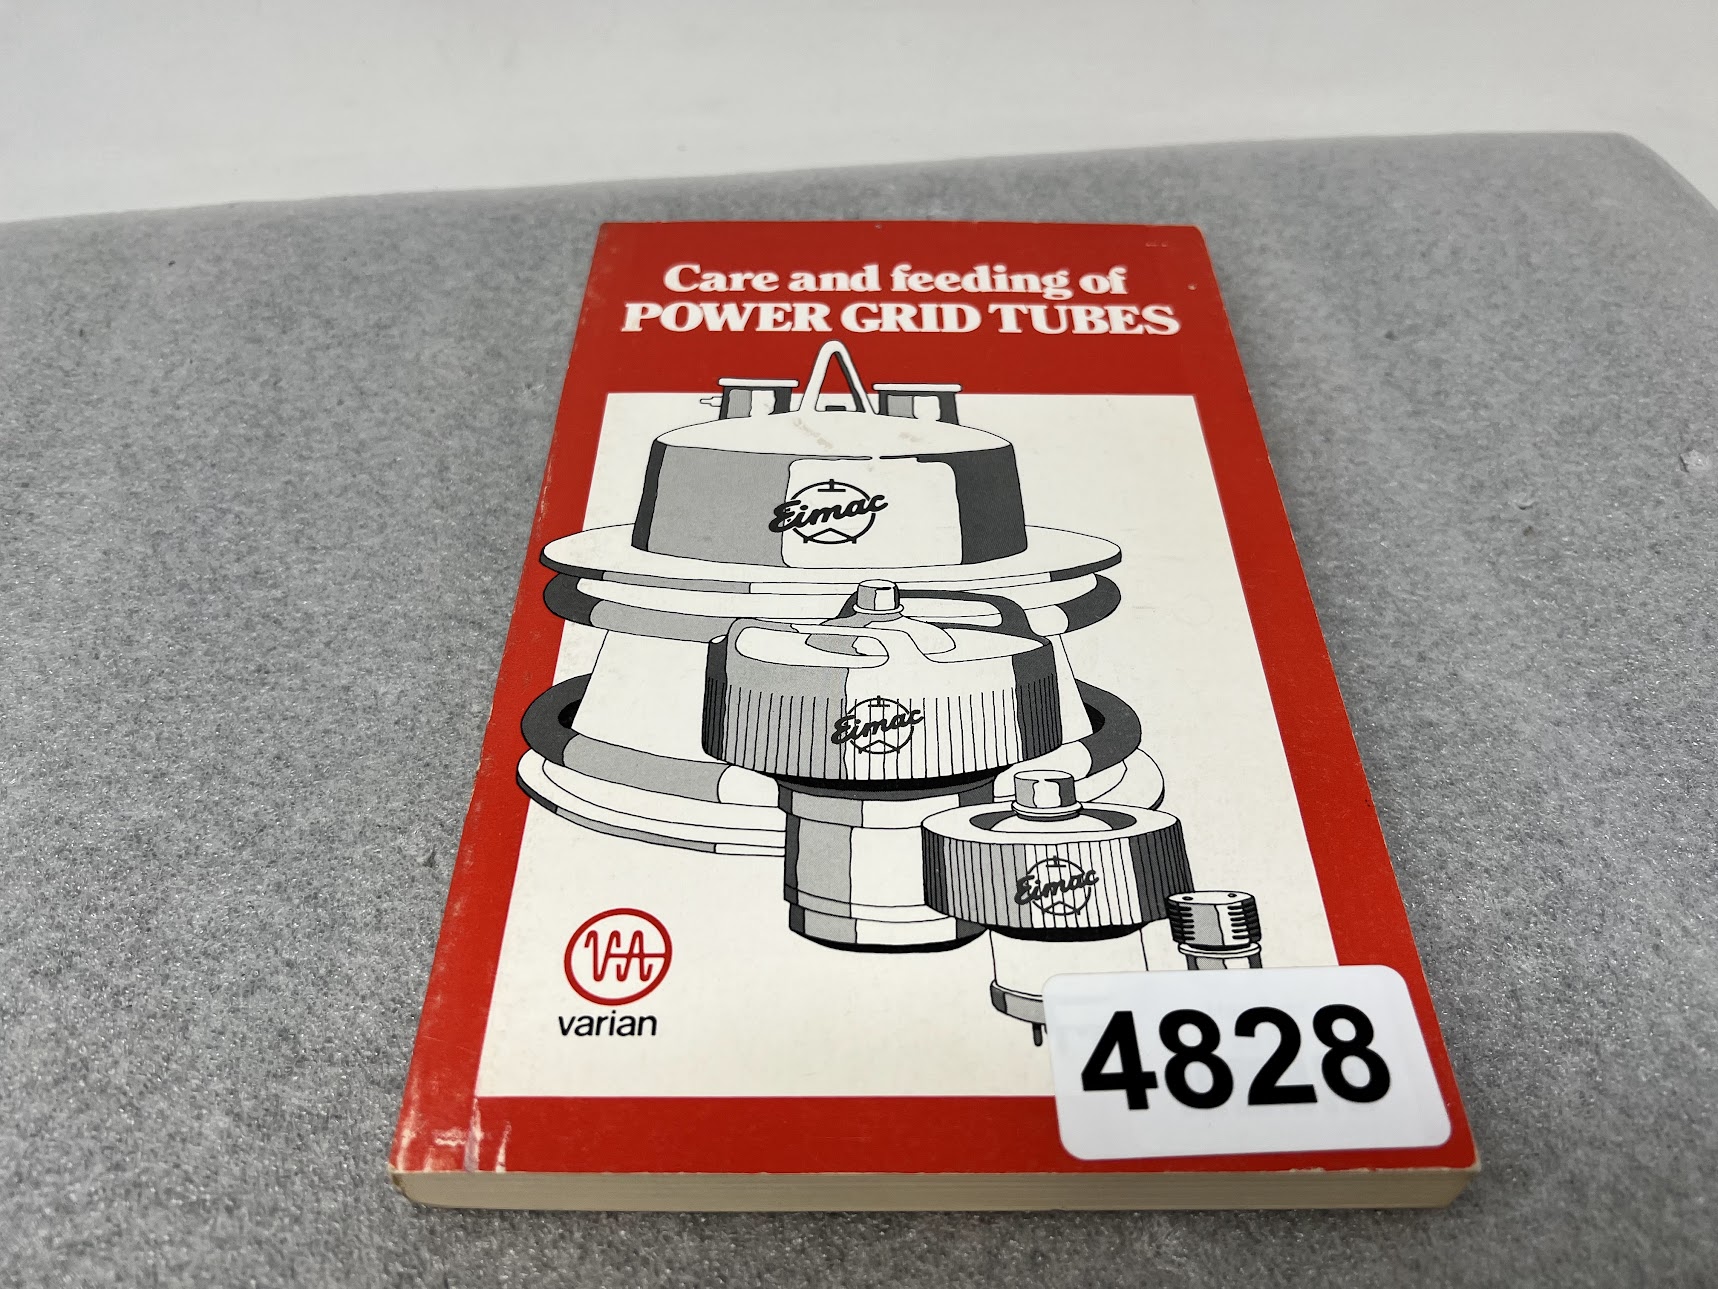 Care and feeding of
POWER GRID TUBES
Eimac
Eimac
Eimac
varian
4828